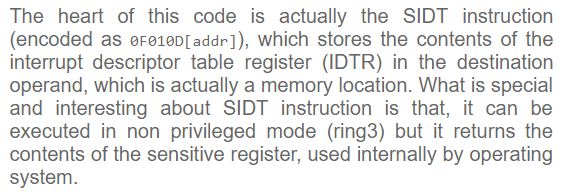 The heart of this code is actually the SIDT instruction
(encoded as 0F010D[addr]), which stores the contents of the
interrupt descriptor table register (IDTR) in the destination
operand, which is actually a memory location. What is special
and interesting about SIDT instruction is that, it can be
executed in non privileged mode (ring3) but it returns the
contents of the sensitive register, used internally by operating
system.